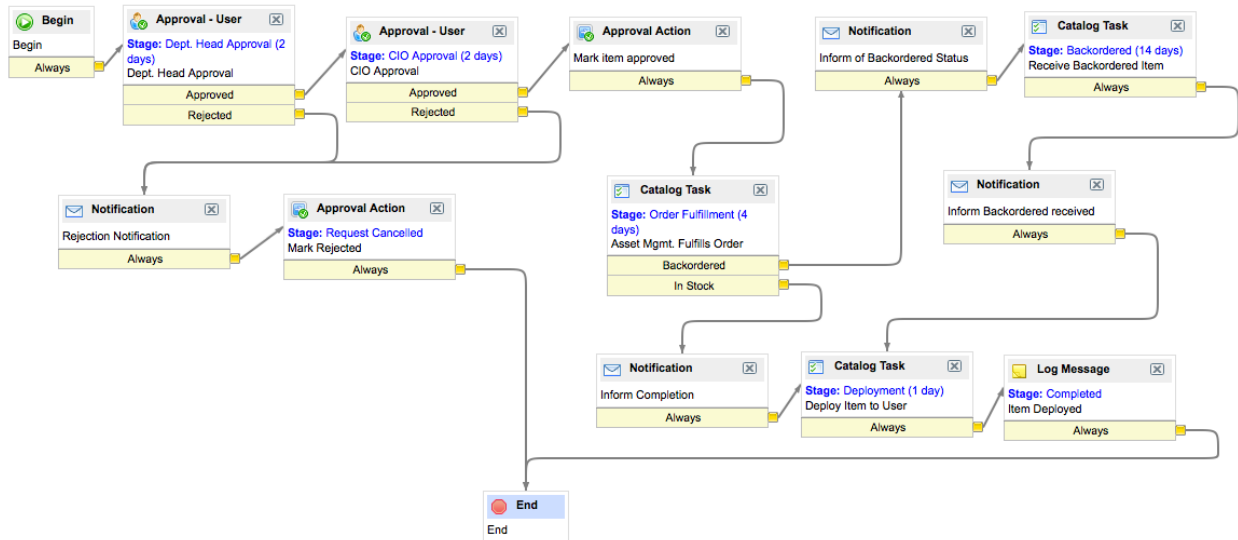 Begin
Begin
Always
Approval - User
Stage: Dept. Head Approval (2
days)
Dept. Head Approval
Approved
Rejected
Approval - User
Stage: CIO Approval (2 days)
CIO Approval
Approved
Rejected
Approval Action
Mark item approved
Always
Notification
Inform of Backordered Status
Always
Catalog Task
Stage: Backordered (14 days)
Receive Backordered Item
Always
Notification
Rejection Notification
Always
Approval Action
Stage: Request Cancelled
Mark Rejected
Always
Catalog Task
Stage: Order Fulfillment (4
days)
Asset Mgmt. Fulfills Order
Backordered
In Stock
Notification
Inform Backordered received
Always
Notification
Inform Completion
Always
Catalog Task
Stage: Deployment (1 day)
Deploy Item to User
Always
Log Message
Stage: Completed
Item Deployed
Always
End
End